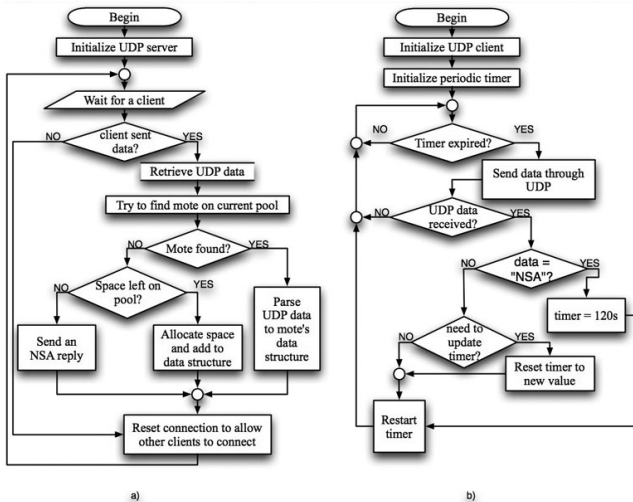 Begin
Initialize UDP server
Wait for a client
client sent
data?
NO
YES
Retrieve UDP data
Try to find mote on current pool
Mote found?
NO
YES
Space left on
pool?
NO
YES
Send an
NSA reply
Allocate space
and add to
data structure
Parse
UDP data
to mote's
data
structure
Reset connection to allow
other clients to connect
a)
Begin
Initialize UDP client
Initialize periodic timer
Timer expired?
NO
YES
Send data through
UDP
UDP data
received?
NO
YES
data =
"NSA"?
NO
YES
timer = 120s
need to
update
timer?
NO
YES
Reset timer to
new value
Restart
timer
b)